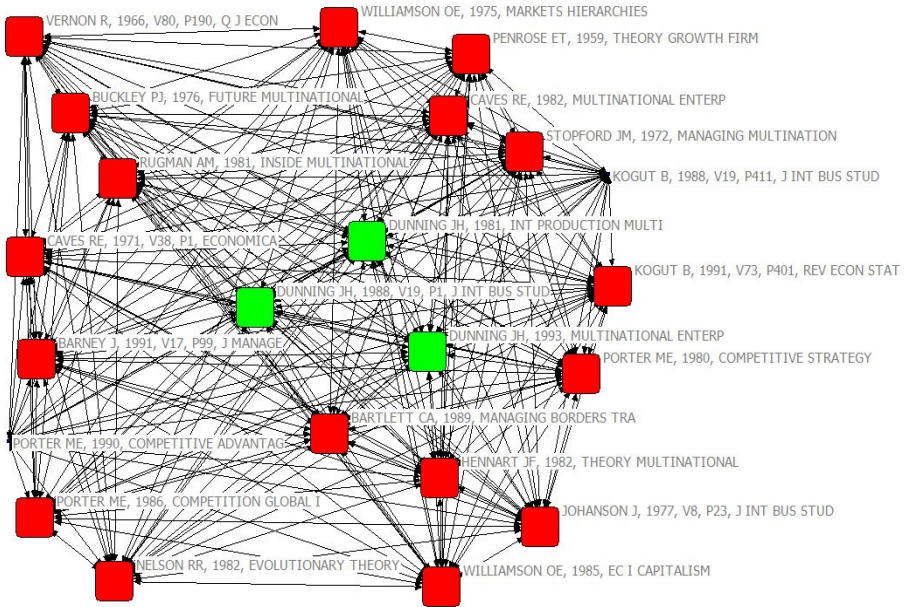 VERNON R, 1966, V80, P190, Q J ECON
WILLIAMSON OE, 1975, MARKETS HIERARCHIES
PENROSE ET, 1959, THEORY GROWTH FIRM
BUCKLEY PJ, 1976, FUTURE MULTINATIONAL
CAVES RE, 1982, MULTINATIONAL ENTERP
STOPFORD JM, 1972, MANAGING MULTINATION
RUGMAN AM, 1981, INSIDE MULTINATIONAL
KOGUT B, 1988, V19, P411, J INT BUS STUD
DUNNING JH, 1981, INT PRODUCTION MULTI
CAVES RE, 1971, V38, P1, ECONOMICA
KOGUT B, 1991, V73, P401, REV ECON STAT
DUNNING JH, 1988, V19, P1, J INT BUS STUD
DUNNING JH, 1993, MULTINATIONAL ENTERP
BARNEY J, 1991, V17, P99, J MANAGE
PORTER ME, 1980, COMPETITIVE STRATEGY
BARTLETT CA, 1989, MANAGING BORDERS TRA
PORTER ME, 1990, COMPETITIVE ADVANTAG
HENNART JF, 1982, THEORY MULTINATIONAL
PORTER ME, 1986, COMPETITION GLOBAL I
JOHANSON J, 1977, V8, P23, J INT BUS STUD
NELSON RR, 1982, EVOLUTIONARY THEORY
WILLIAMSON OE, 1985, EC I CAPITALISM